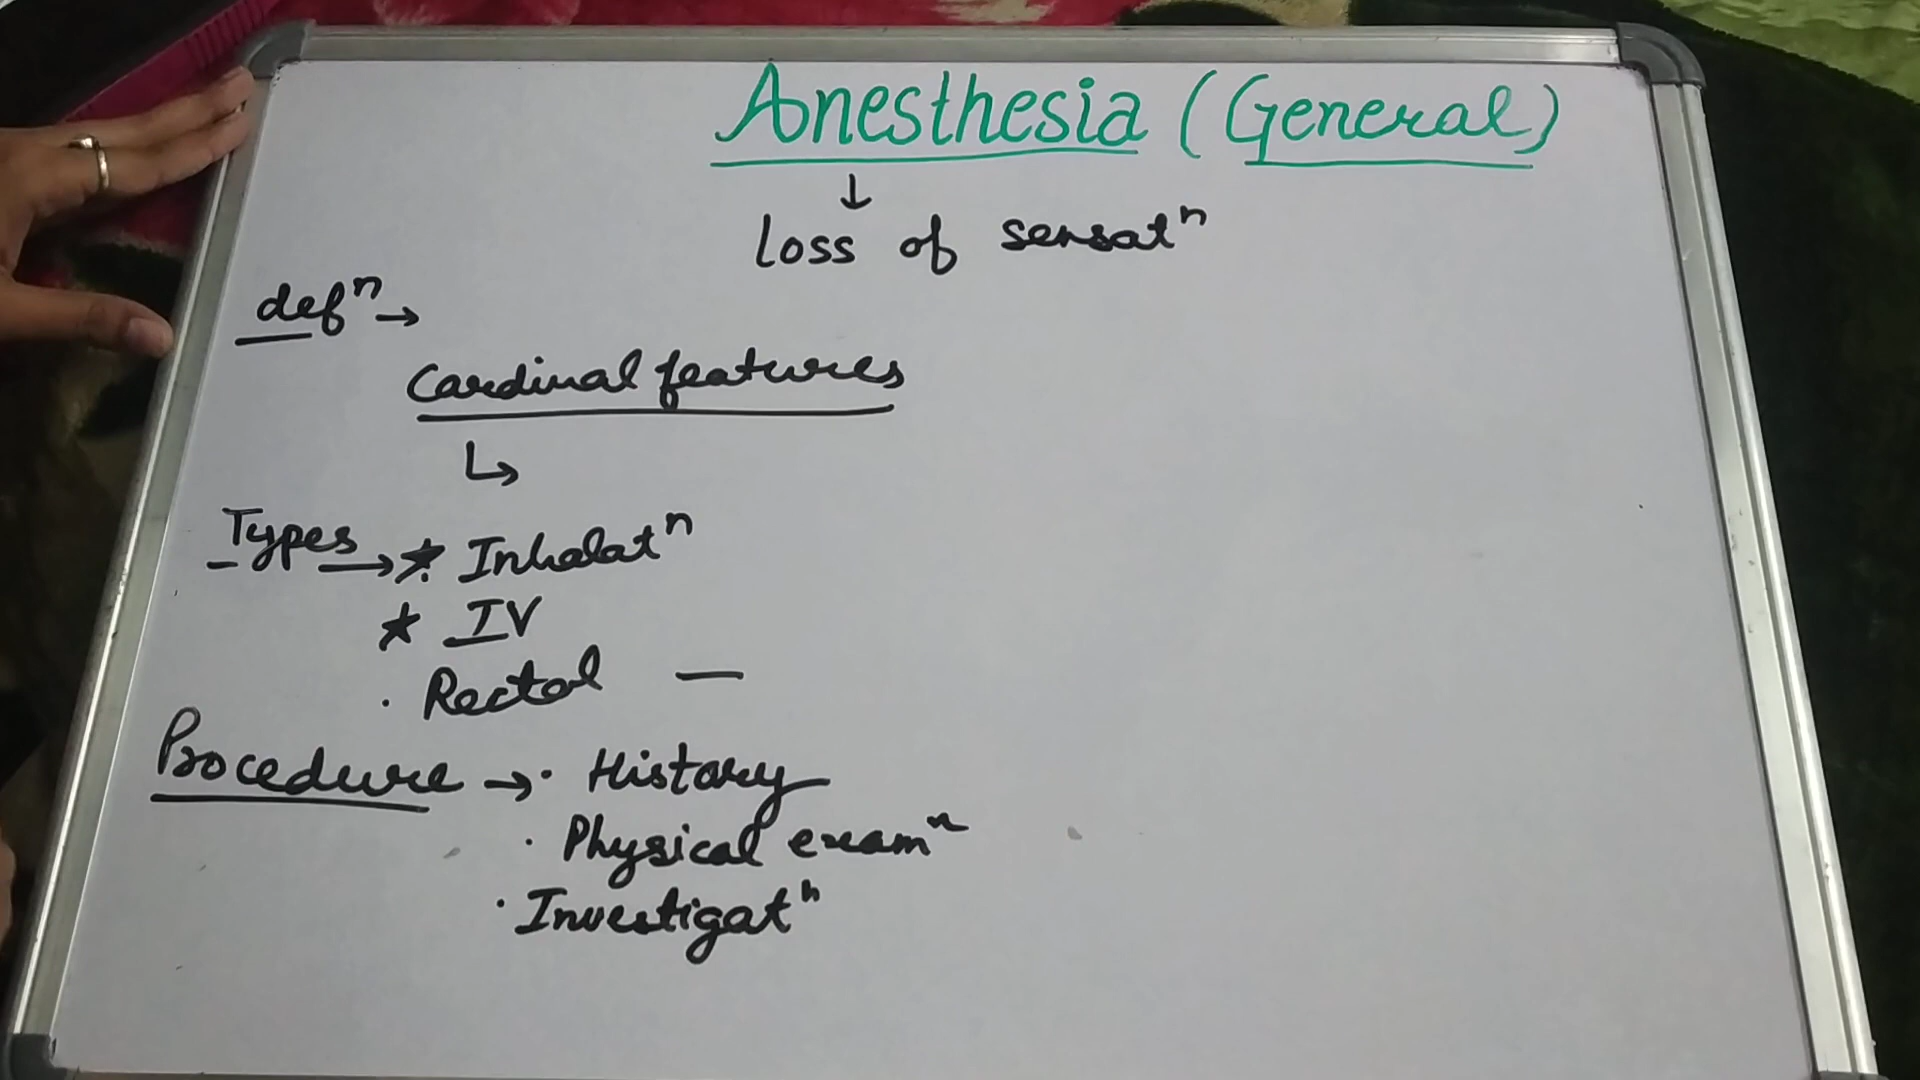 Anesthesia (General)
↓
loss of sensatⁿ
defⁿ →
Cardinal features
↳
Types → * Inhalatⁿ
* IV
· Rectal —
Procedure → · History
· Physical examⁿ
· Investigatⁿ